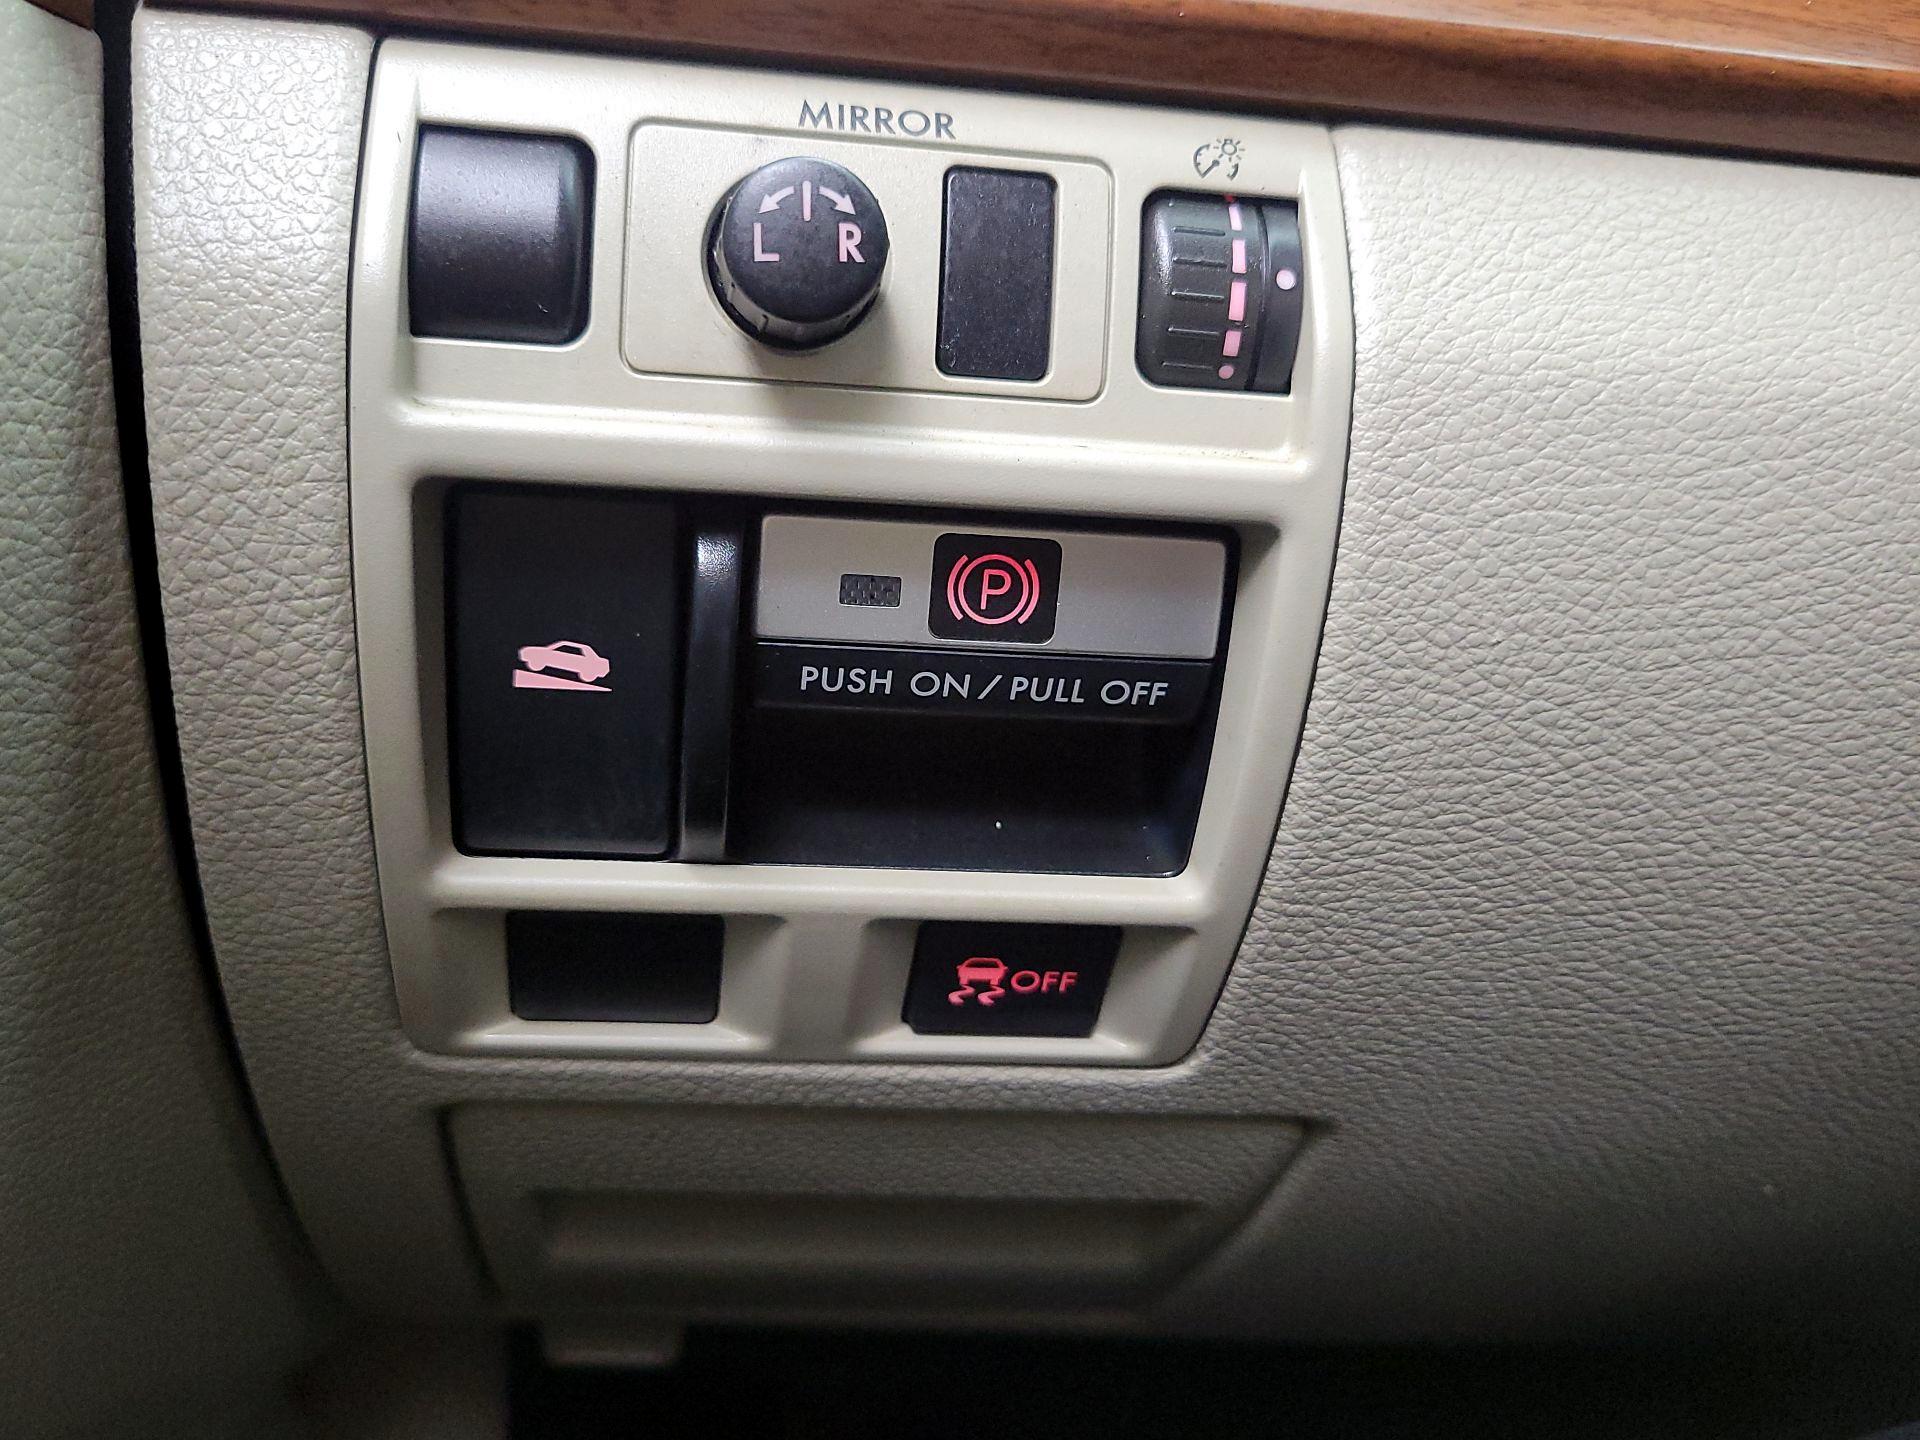 MIRROR
L R
P
PUSH ON / PULL OFF
OFF